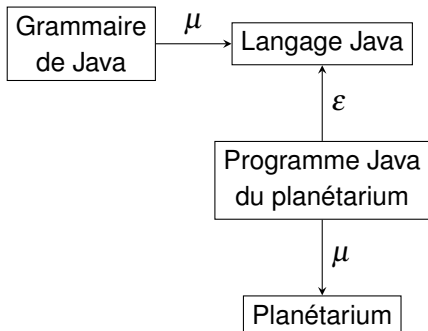 Grammaire
de Java
μ
Langage Java
ε
Programme Java
du planétarium
μ
Planétarium